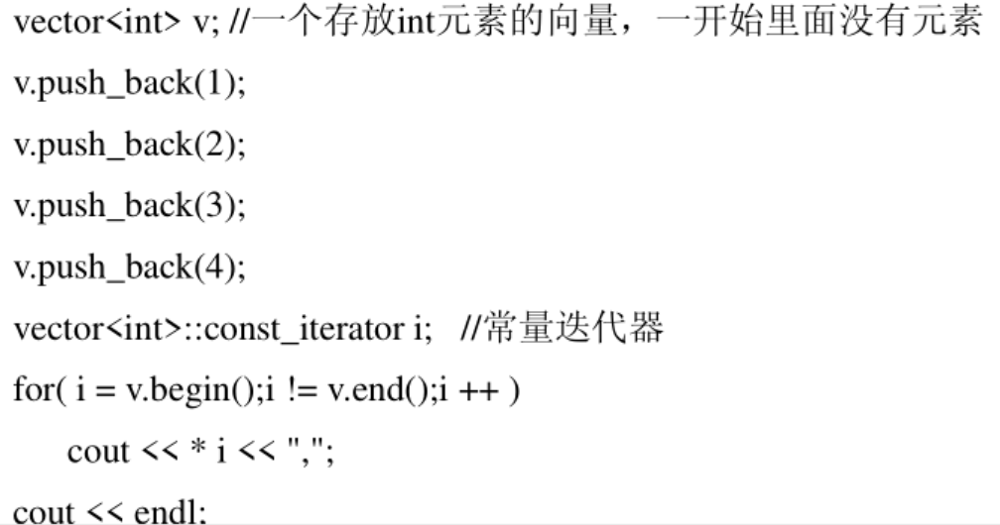 vector<int> v; //一个存放int元素的向量，一开始里面没有元素
v.push_back(1);
v.push_back(2);
v.push_back(3);
v.push_back(4);
vector<int>::const_iterator i; //常量迭代器
for( i = v.begin();i != v.end();i ++ )
cout << * i << ",";
cout << endl;